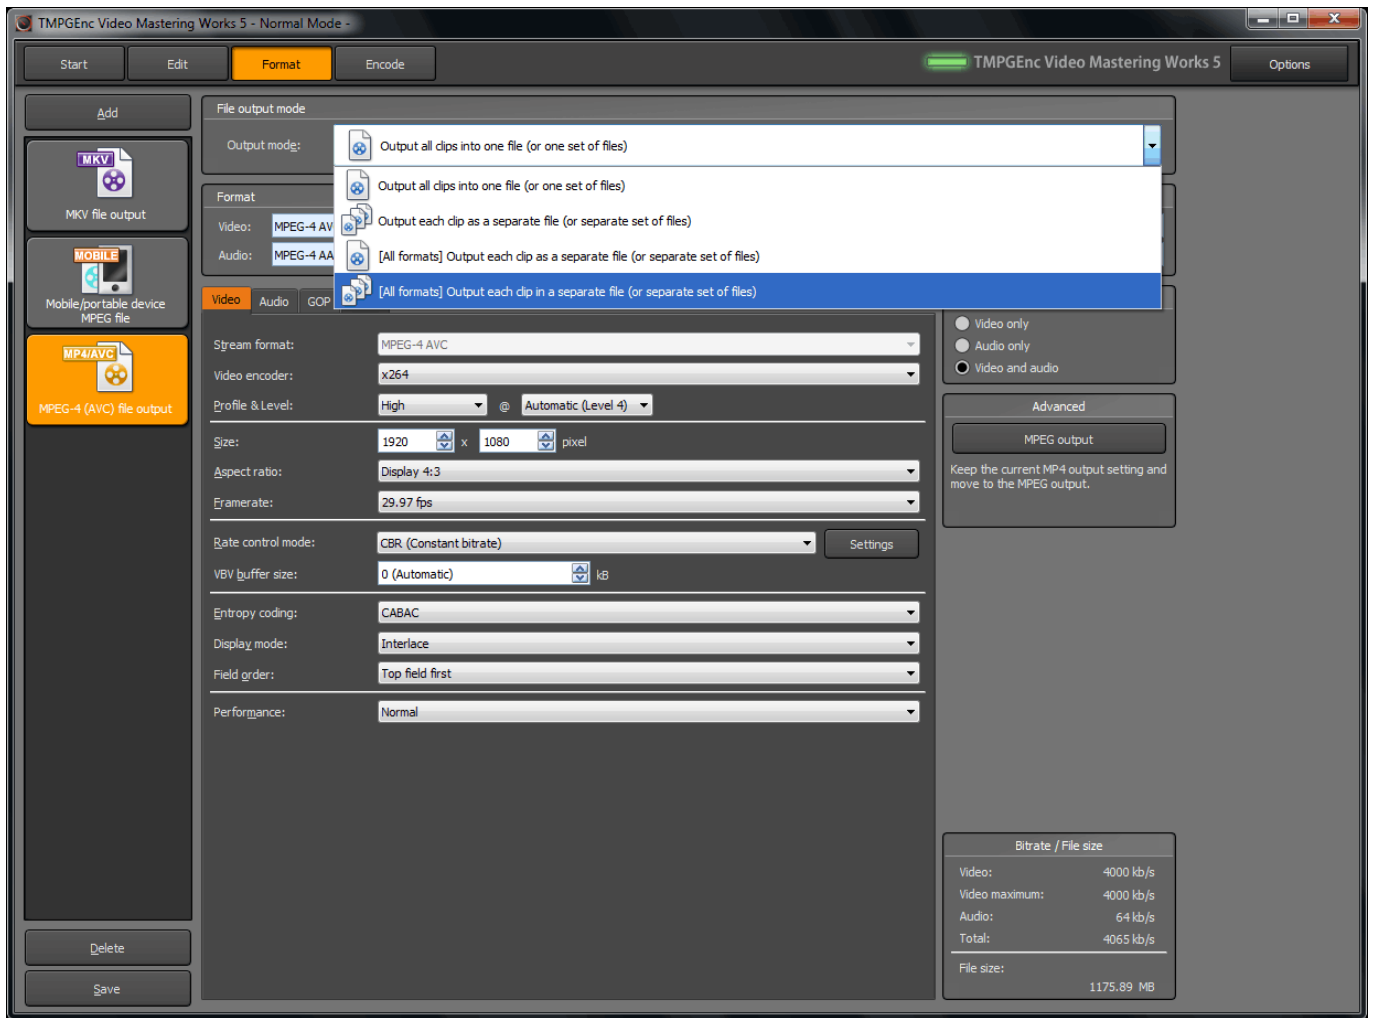 TMPGEnc Video Mastering Works 5 - Normal Mode -
Start
Edit
Format
Encode
TMPGEnc Video Mastering Works 5
Options
Add
MKV
MKV file output
MOBILE
Mobile/portable device
MPEG file
MP4/AVC
MPEG-4 (AVC) file output
Delete
Save
File output mode
Output mode:
Output all clips into one file (or one set of files)
Output all clips into one file (or one set of files)
Output each clip as a separate file (or separate set of files)
[All formats] Output each clip as a separate file (or separate set of files)
[All formats] Output each clip in a separate file (or separate set of files)
Format
Video: MPEG-4 AV
Audio: MPEG-4 AA
Video
Audio
GOP
Stream format: MPEG-4 AVC
Video encoder: x264
Profile & Level: High @ Automatic (Level 4)
Size: 1920 x 1080 pixel
Aspect ratio: Display 4:3
Framerate: 29.97 fps
Rate control mode: CBR (Constant bitrate) Settings
VBV buffer size: 0 (Automatic) kB
Entropy coding: CABAC
Display mode: Interlace
Field order: Top field first
Performance: Normal
Video only
Audio only
Video and audio
Advanced
MPEG output
Keep the current MP4 output setting and
move to the MPEG output.
Bitrate / File size
Video: 4000 kb/s
Video maximum: 4000 kb/s
Audio: 64 kb/s
Total: 4065 kb/s
File size:
1175.89 MB